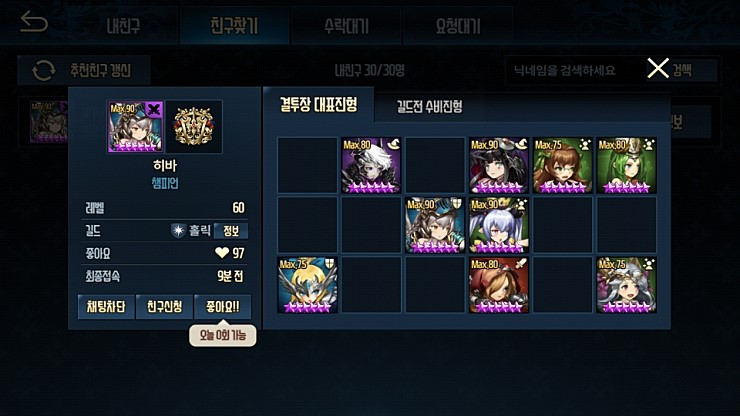 내친구 친구찾기 수락대기 요청대기
추천친구 갱신 내친구 30/30명 닉네임을 검색하세요 검색
결투장 대표진형 길드전 수비진형
Max.90
히바
챔피언
레벨 60
길드 홀릭 정보
좋아요 97
최종접속 9분 전
채팅차단 친구신청 좋아요!!
오늘 0회 가능
Max.80 Max.90 Max.75 Max.80
Max.90 Max.90
Max.75 Max.80 Max.75